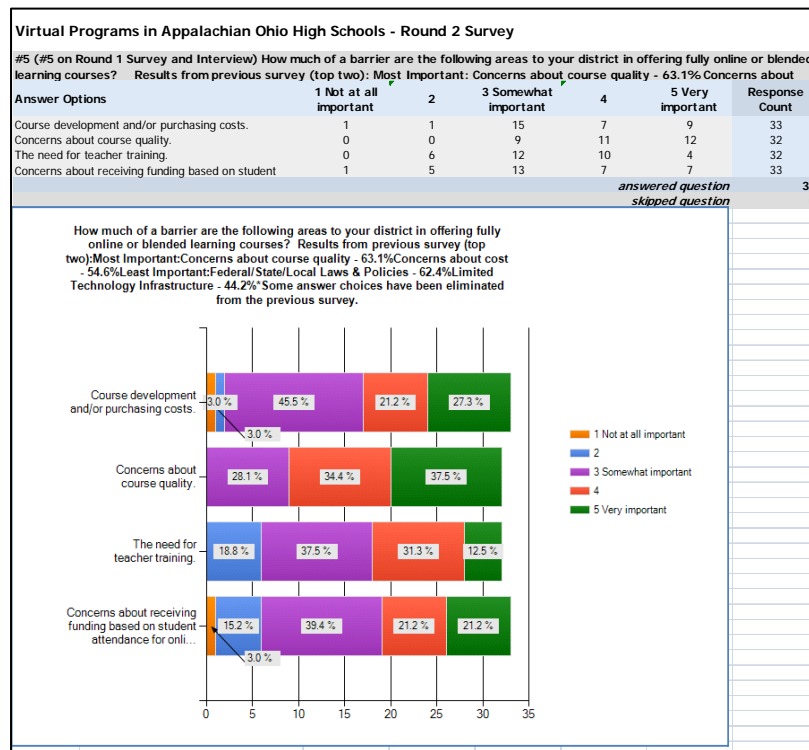 Virtual Programs in Appalachian Ohio High Schools - Round 2 Survey
#5 (#5 on Round 1 Survey and Interview) How much of a barrier are the following areas to your district in offering fully online or blended
learning courses? Results from previous survey (top two): Most Important: Concerns about course quality - 63.1% Concerns about
Answer Options 1 Not at all important 2 3 Somewhat important 4 5 Very important Response Count
Course development and/or purchasing costs. 1 1 15 7 9 33
Concerns about course quality. 0 0 9 11 12 32
The need for teacher training. 0 6 12 10 4 32
Concerns about receiving funding based on student 1 5 13 7 7 33
answered question 3
skipped question
How much of a barrier are the following areas to your district in offering fully
online or blended learning courses? Results from previous survey (top
two):Most Important:Concerns about course quality - 63.1%Concerns about cost
- 54.6%Least Important:Federal/State/Local Laws & Policies - 62.4%Limited
Technology Infrastructure - 44.2%*Some answer choices have been eliminated
from the previous survey.
Course development
and/or purchasing costs.
3.0 % 45.5 % 21.2 % 27.3 %
3.0 %
Concerns about
course quality.
28.1 % 34.4 % 37.5 %
The need for
teacher training.
18.8 % 37.5 % 31.3 % 12.5 %
Concerns about receiving
funding based on student
attendance for onli...
15.2 % 39.4 % 21.2 % 21.2 %
3.0 %
0 5 10 15 20 25 30 35
1 Not at all important
2
3 Somewhat important
4
5 Very important